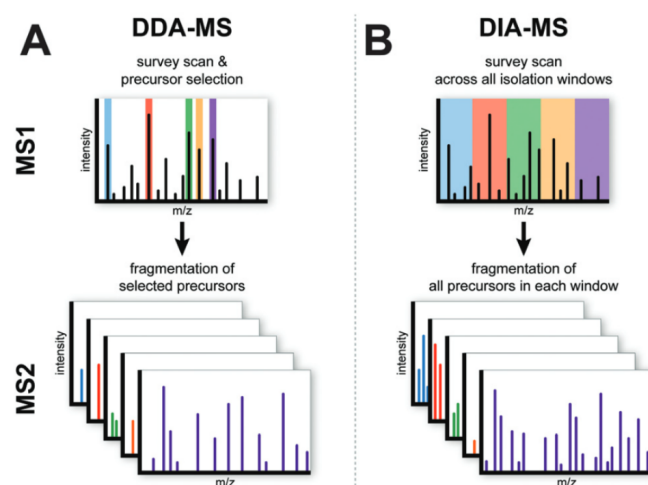 A
DDA-MS
survey scan &
precursor selection
MS1
intensity
m/z
fragmentation of
selected precursors
MS2
intensity
m/z
B
DIA-MS
survey scan
across all isolation windows
intensity
m/z
fragmentation of
all precursors in each window
intensity
m/z